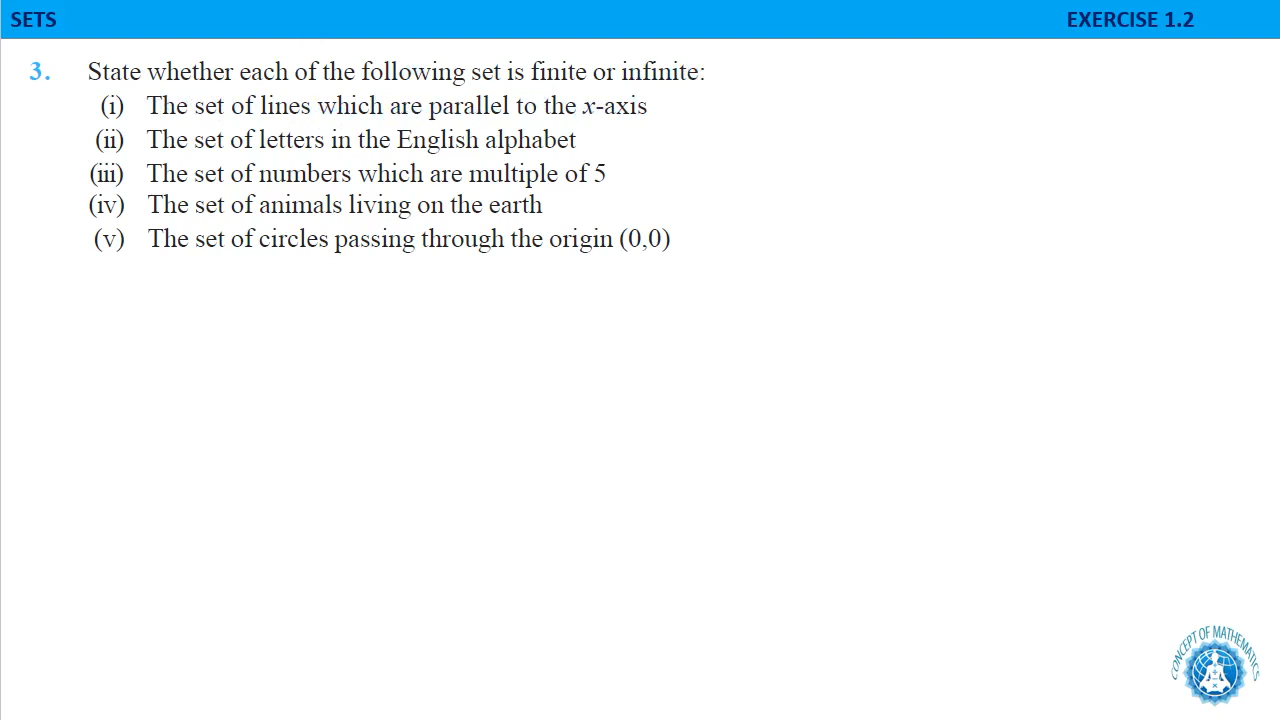 SETS EXERCISE 1.2
3. State whether each of the following set is finite or infinite:
(i) The set of lines which are parallel to the x-axis
(ii) The set of letters in the English alphabet
(iii) The set of numbers which are multiple of 5
(iv) The set of animals living on the earth
(v) The set of circles passing through the origin (0,0)
CONCEPT OF MATHEMATICS